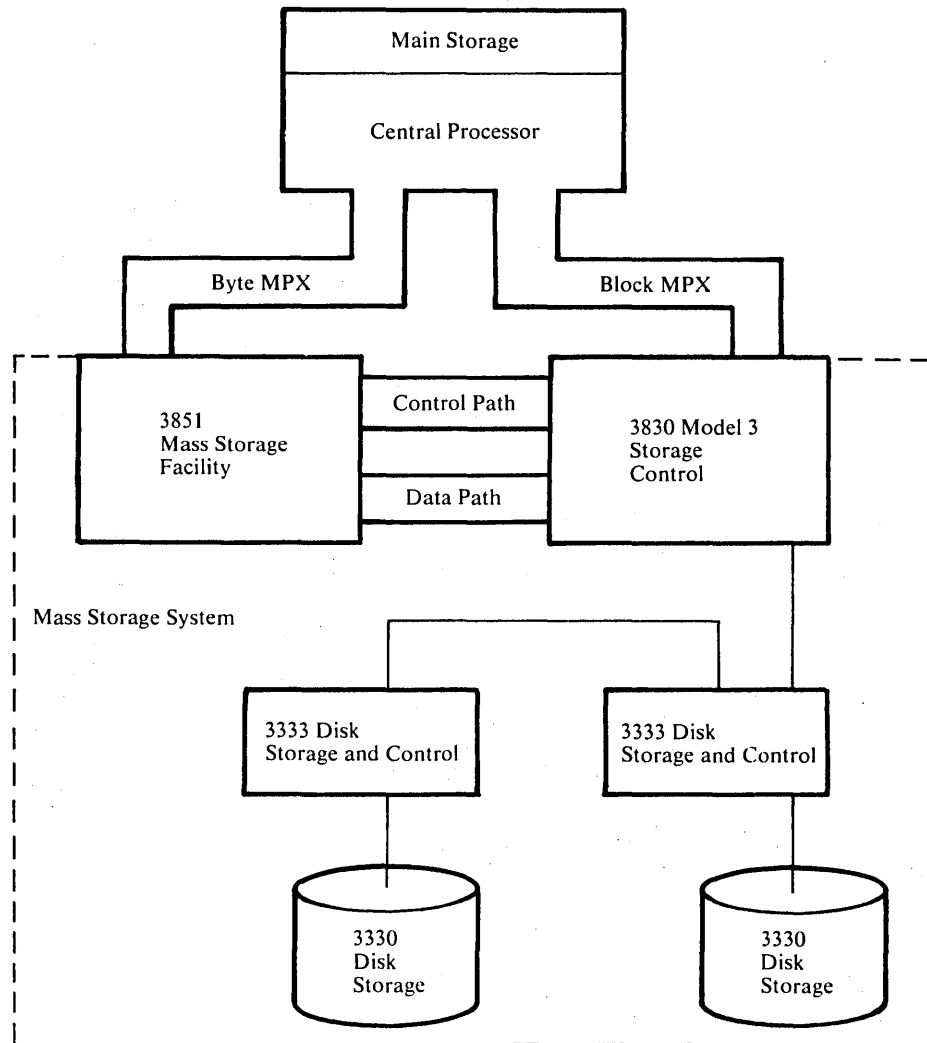 Main Storage
Central Processor
Byte MPX
Block MPX
3851
Mass Storage
Facility
Control Path
Data Path
3830 Model 3
Storage
Control
Mass Storage System
3333 Disk
Storage and Control
3333 Disk
Storage and Control
3330
Disk
Storage
3330
Disk
Storage